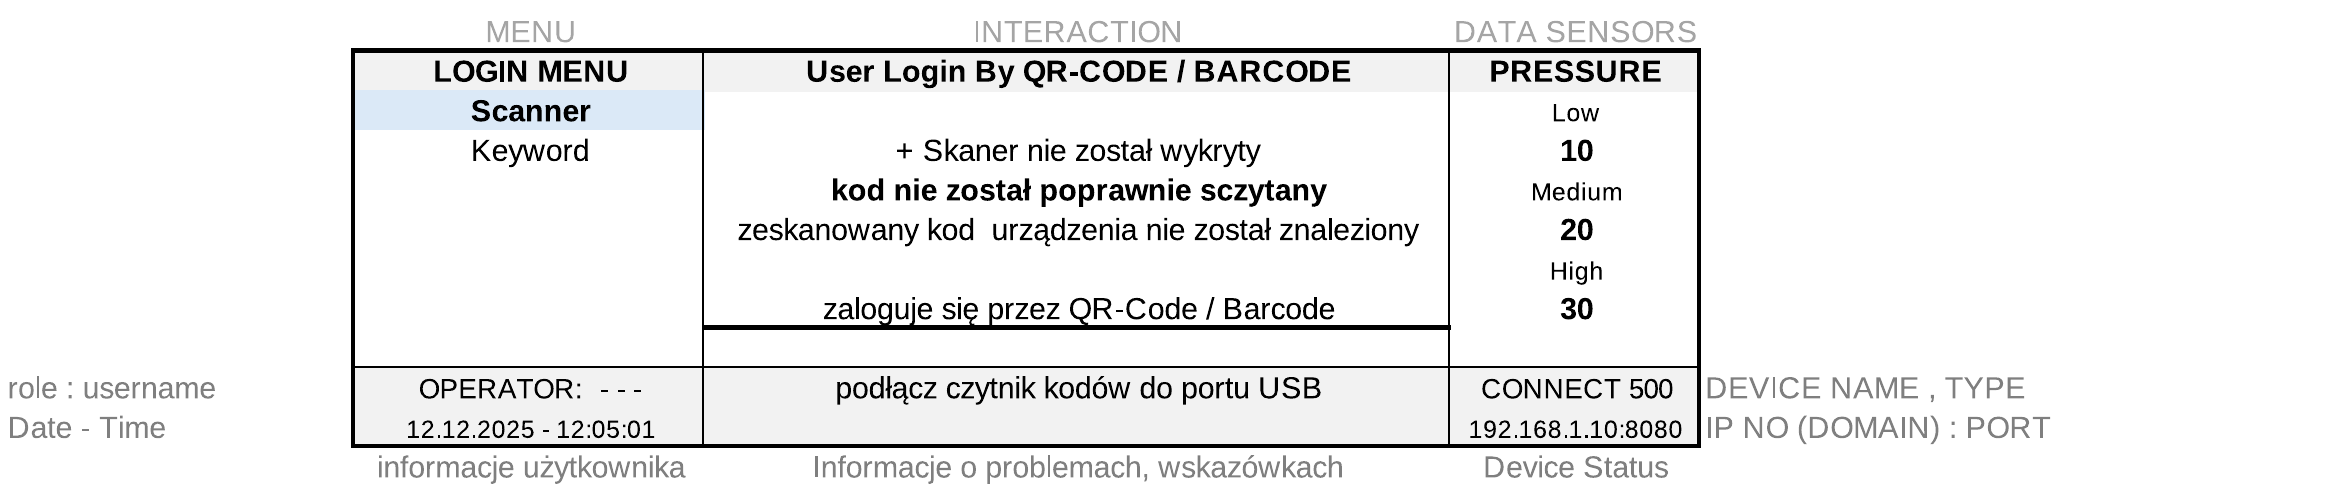 MENU INTERACTION DATA SENSORS
LOGIN MENU User Login By QR-CODE / BARCODE PRESSURE
Scanner Low
Keyword + Skaner nie został wykryty 10
kod nie został poprawnie sczytany Medium
zeskanowany kod urządzenia nie został znaleziony 20
High
zaloguje się przez QR-Code / Barcode 30
role : username OPERATOR: - - - podłącz czytnik kodów do portu USB CONNECT 500 DEVICE NAME , TYPE
Date - Time 12.12.2025 - 12:05:01 192.168.1.10:8080 IP NO (DOMAIN) : PORT
informacje użytkownika Informacje o problemach, wskazówkach Device Status